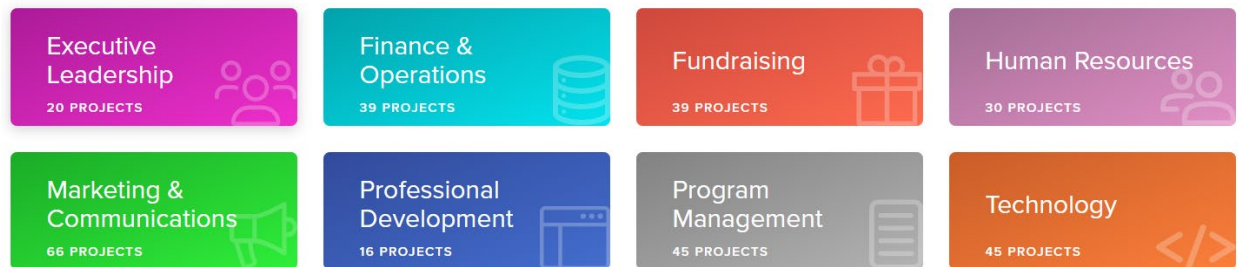 Executive
Leadership
20 PROJECTS
Finance &
Operations
39 PROJECTS
Fundraising
39 PROJECTS
Human Resources
30 PROJECTS
Marketing &
Communications
66 PROJECTS
Professional
Development
16 PROJECTS
Program
Management
45 PROJECTS
Technology
45 PROJECTS